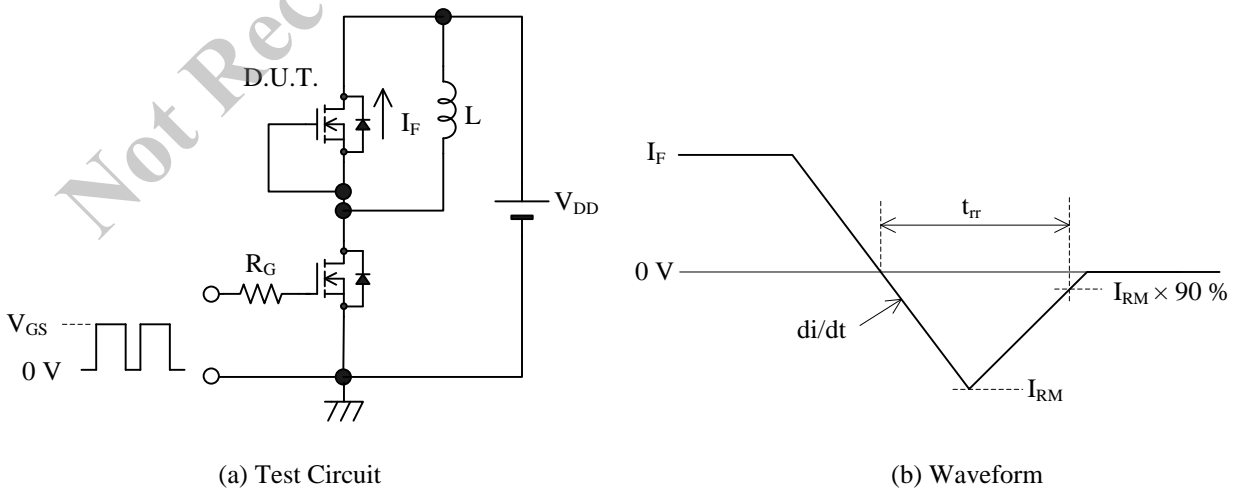 Not Rec
D.U.T.
I_F
L
V_DD
R_G
V_GS
0 V
(a) Test Circuit
I_F
t_rr
0 V
I_RM × 90 %
di/dt
I_RM
(b) Waveform